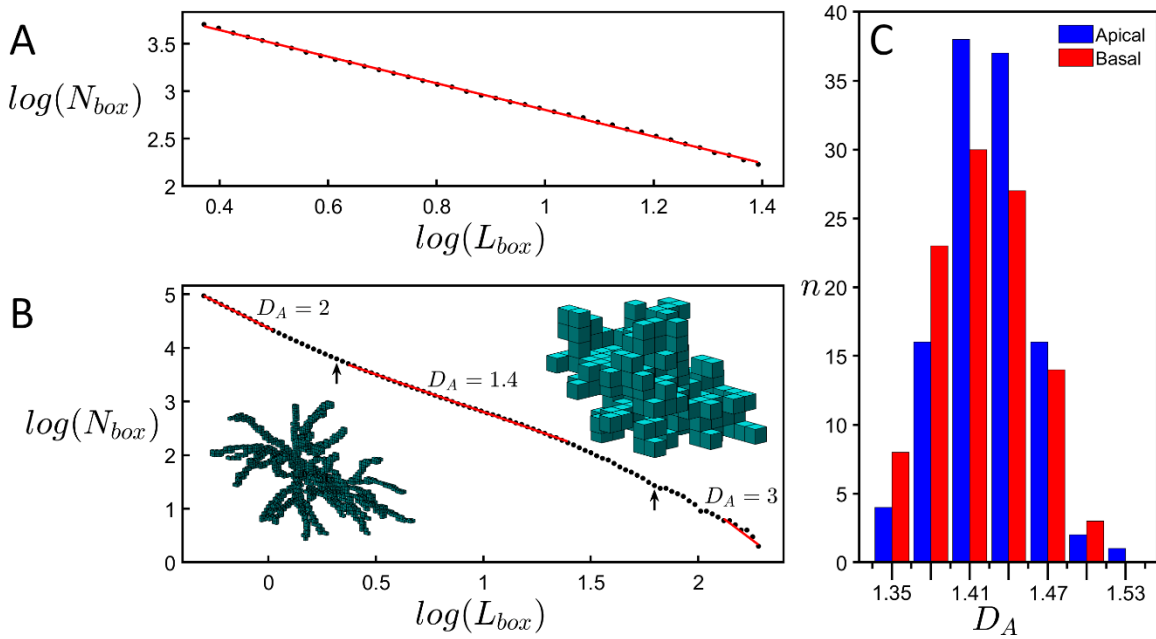 A
log(N_box)
3.5
3
2.5
2
0.4
0.6
0.8
1
1.2
1.4
log(L_box)
B
log(N_box)
5
4
3
2
1
0
D_A = 2
D_A = 1.4
D_A = 3
0
0.5
1
1.5
2
log(L_box)
C
Apical
Basal
n
40
35
30
25
20
15
10
5
0
1.35
1.41
1.47
1.53
D_A